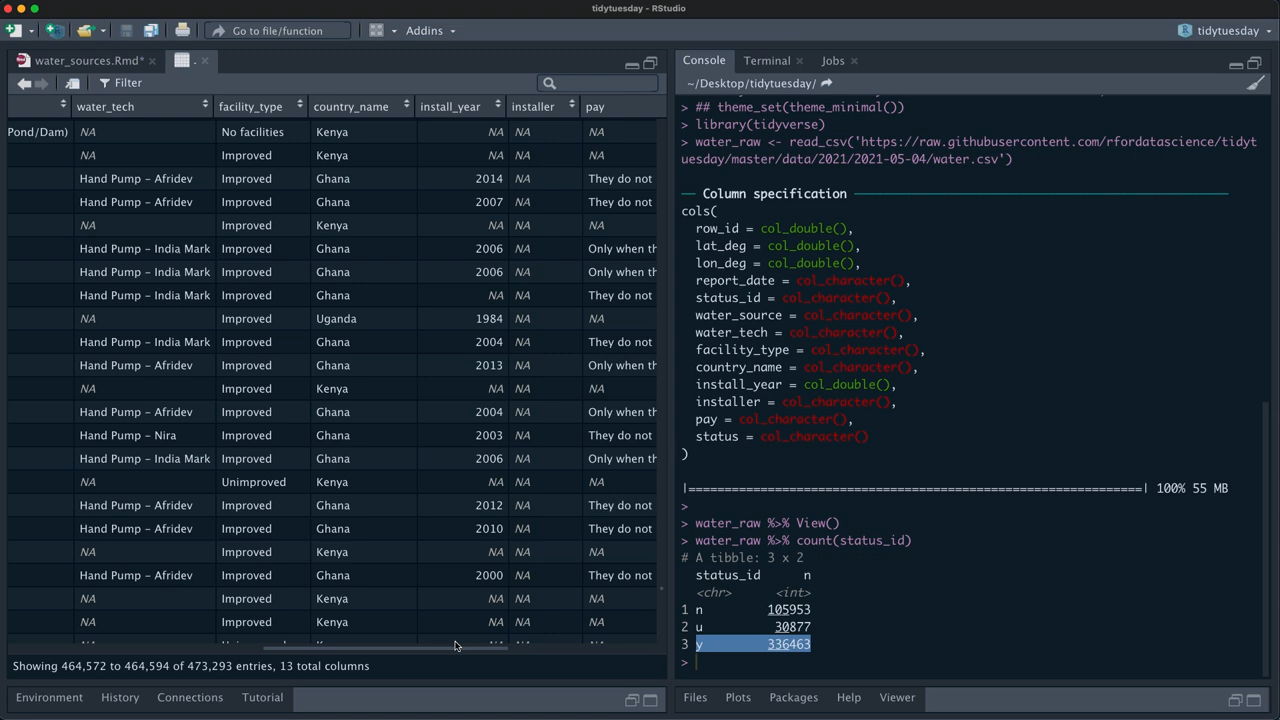 tidytuesday - RStudio
Go to file/function
Addins
tidytuesday
water_sources.Rmd*
.
Filter
water_tech facility_type country_name install_year installer pay
Pond/Dam) NA No facilities Kenya NA NA NA
NA Improved Kenya NA NA NA
Hand Pump – Afridev Improved Ghana 2014 NA They do not
Hand Pump – Afridev Improved Ghana 2007 NA They do not
NA Improved Kenya NA NA NA
Hand Pump – India Mark Improved Ghana 2006 NA Only when th
Hand Pump – India Mark Improved Ghana 2006 NA Only when th
Hand Pump – India Mark Improved Ghana NA NA They do not
NA Improved Uganda 1984 NA NA
Hand Pump – India Mark Improved Ghana 2004 NA They do not
Hand Pump – Afridev Improved Ghana 2013 NA Only when th
NA Improved Kenya NA NA NA
Hand Pump – Afridev Improved Ghana 2004 NA Only when th
Hand Pump – Nira Improved Ghana 2003 NA They do not
Hand Pump – India Mark Improved Ghana 2006 NA Only when th
NA Unimproved Kenya NA NA NA
Hand Pump – Afridev Improved Ghana 2012 NA They do not
Hand Pump – Afridev Improved Ghana 2010 NA They do not
NA Improved Kenya NA NA NA
Hand Pump – Afridev Improved Ghana 2000 NA They do not
NA Improved Kenya NA NA NA
NA Improved Kenya NA NA NA
Showing 464,572 to 464,594 of 473,293 entries, 13 total columns
Environment History Connections Tutorial
Console Terminal Jobs
~/Desktop/tidytuesday/
> ## theme_set(theme_minimal())
> library(tidyverse)
> water_raw <- read_csv('https://raw.githubusercontent.com/rfordatascience/tidyt
uesday/master/data/2021/2021-05-04/water.csv')
── Column specification ──
cols(
row_id = col_double(),
lat_deg = col_double(),
lon_deg = col_double(),
report_date = col_character(),
status_id = col_character(),
water_source = col_character(),
water_tech = col_character(),
facility_type = col_character(),
country_name = col_character(),
install_year = col_double(),
installer = col_character(),
pay = col_character(),
status = col_character()
)
|================================================================| 100% 55 MB
>
> water_raw %>% View()
> water_raw %>% count(status_id)
# A tibble: 3 x 2
status_id n
<chr> <int>
1 n 105953
2 u 30877
3 y 336463
>
Files Plots Packages Help Viewer